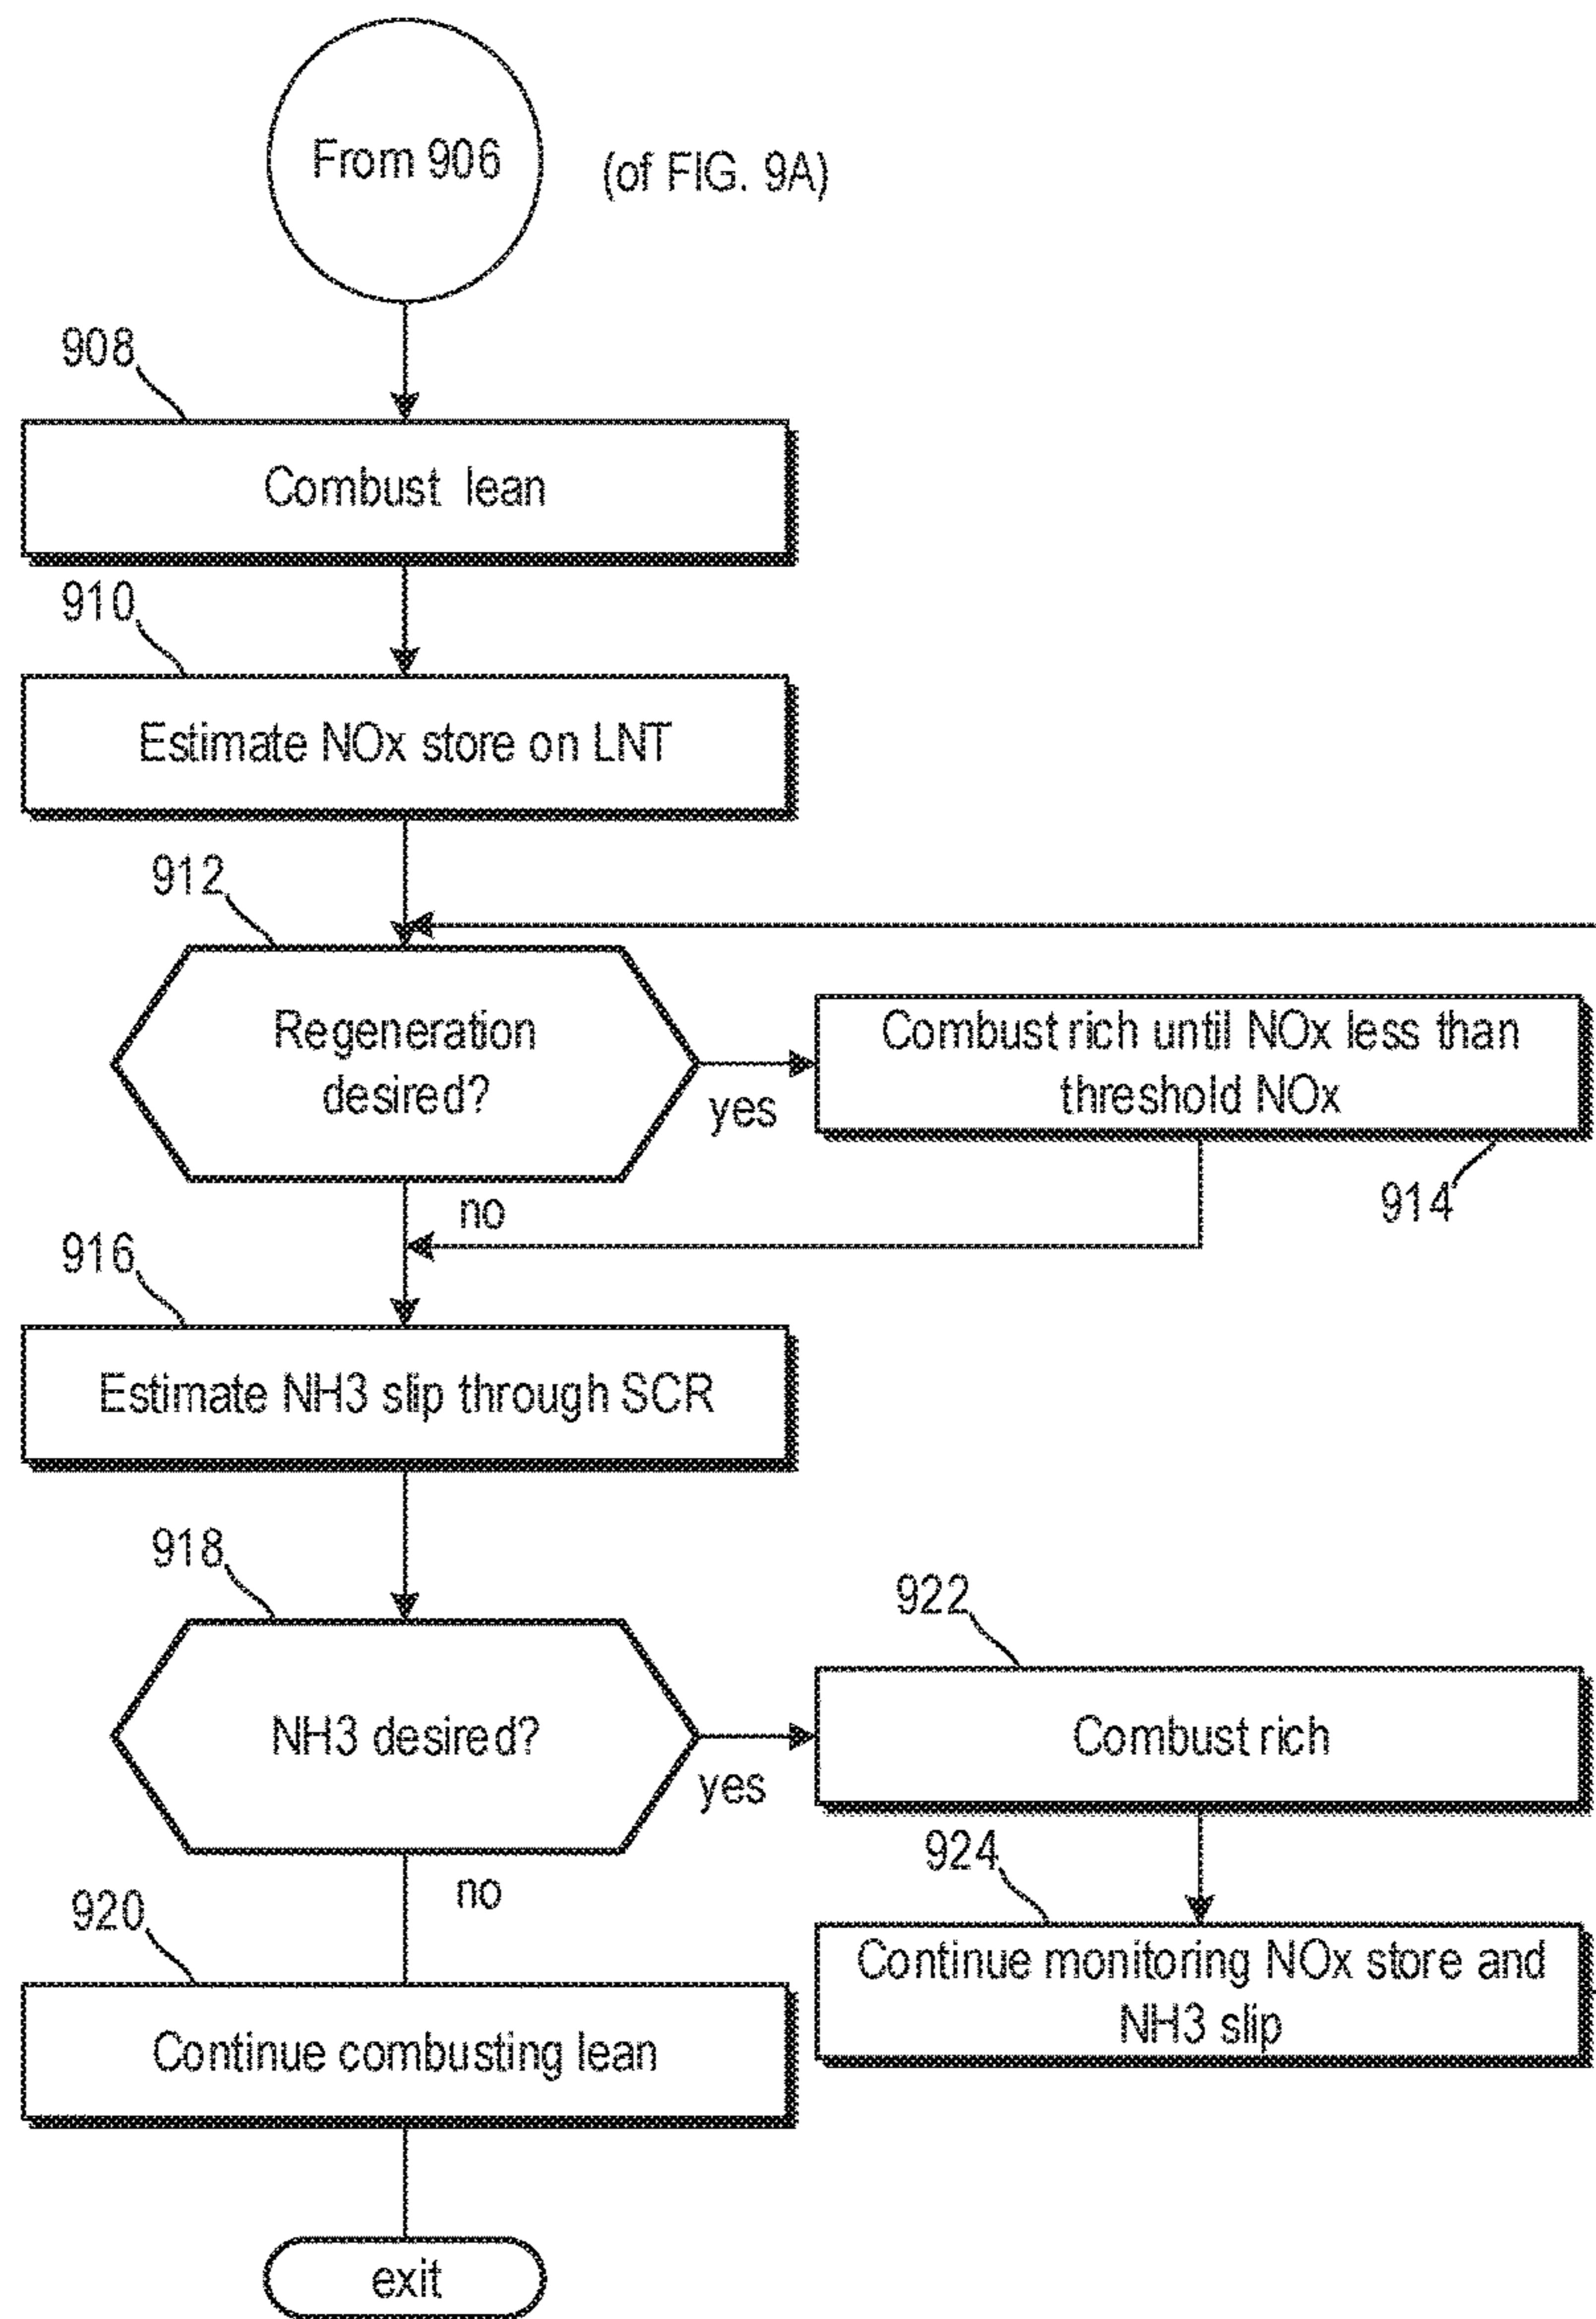 From 906
(of FIG. 9A)
908
Combust lean
910
Estimate NOx store on LNT
912
Regeneration
desired?
yes
Combust rich until NOx less than
threshold NOx
914
no
916
Estimate NH3 slip through SCR
918
NH3 desired?
yes
922
Combust rich
924
Continue monitoring NOx store and
NH3 slip
no
920
Continue combusting lean
exit